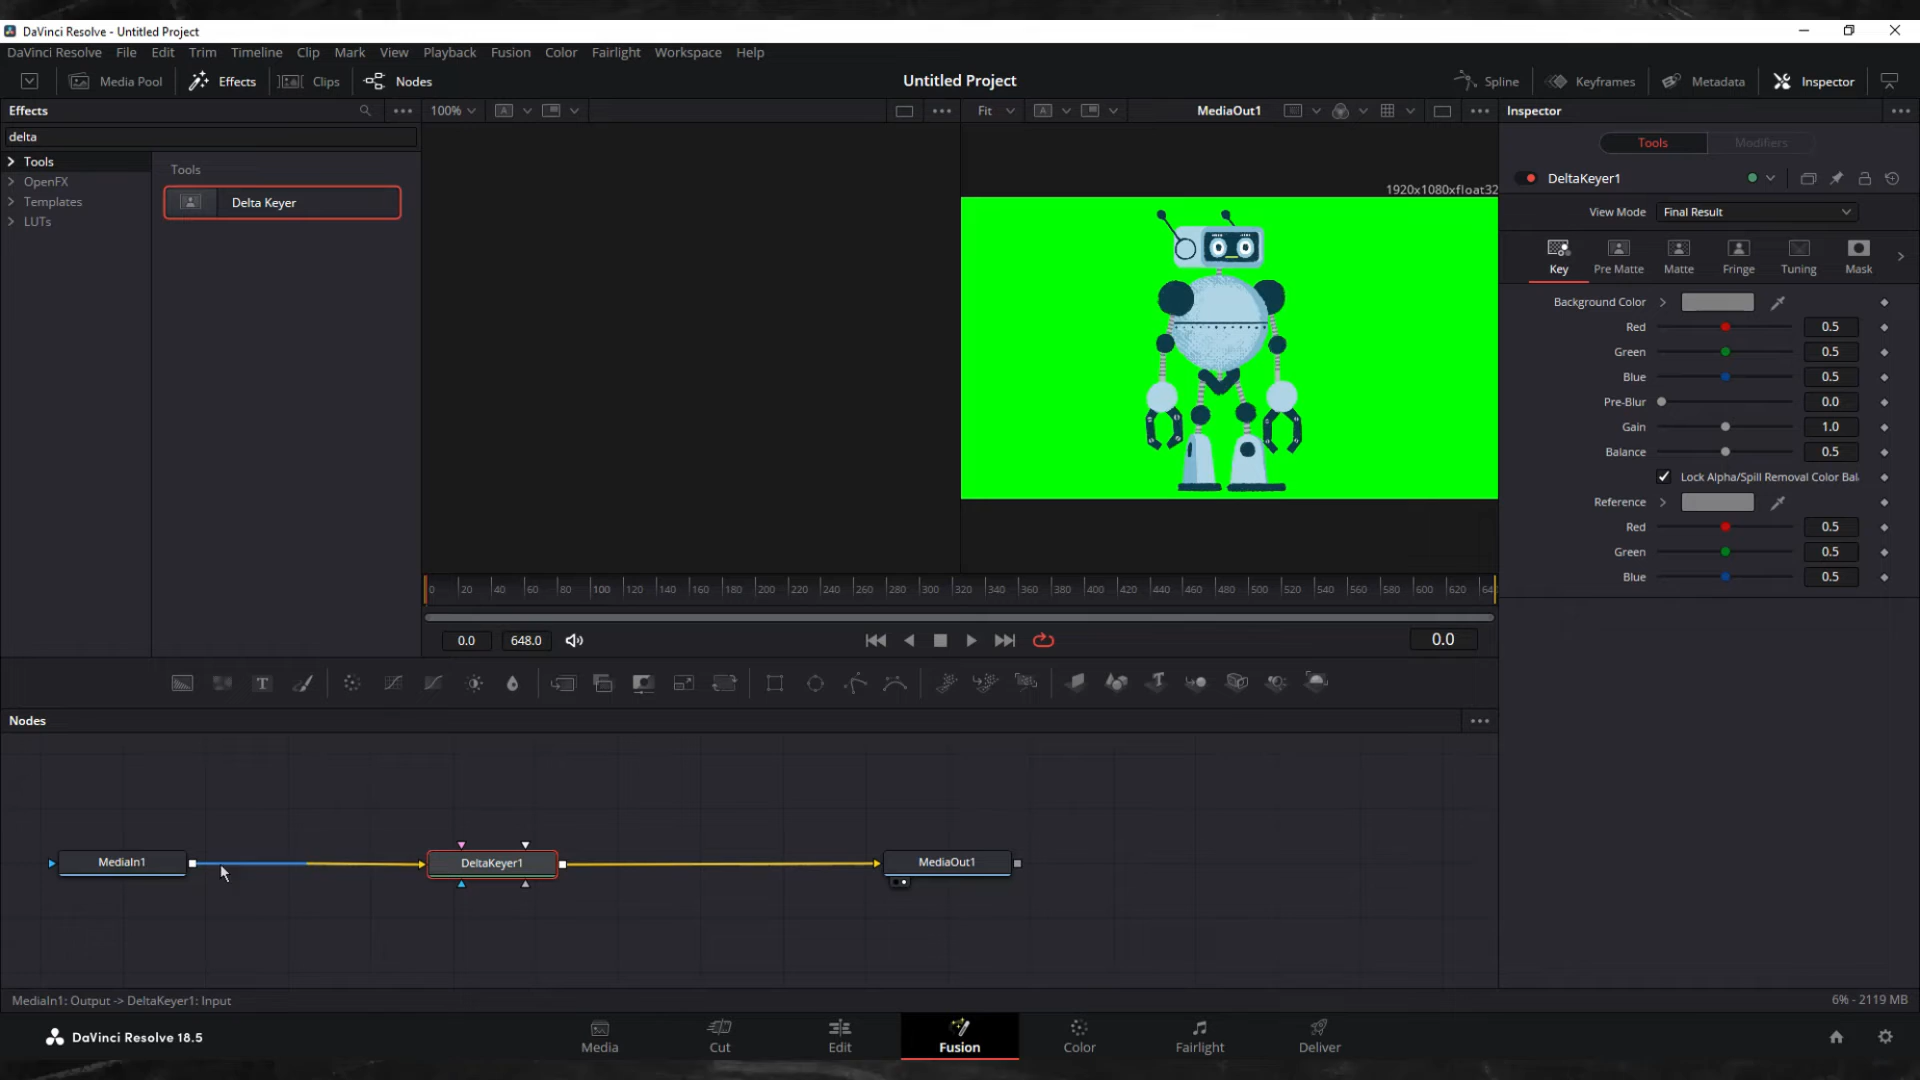 DaVinci Resolve - Untitled Project
DaVinci Resolve File Edit Trim Timeline Clip Mark View Playback Fusion Color Fairlight Workspace Help
Media Pool Effects Clips Nodes Untitled Project Spline Keyframes Metadata Inspector
Effects 100% Fit MediaOut1 Inspector
delta
Tools
OpenFX
Templates
LUTs
Tools
Delta Keyer
1920x1080xfloat32
Tools Modifiers
DeltaKeyer1
View Mode Final Result
Key Pre Matte Matte Fringe Tuning Mask
Background Color
Red 0.5
Green 0.5
Blue 0.5
Pre-Blur 0.0
Gain 1.0
Balance 0.5
Lock Alpha/Spill Removal Color Bal
Reference
Red 0.5
Green 0.5
Blue 0.5
0 20 40 60 80 100 120 140 160 180 200 220 240 260 280 300 320 340 360 380 400 420 440 460 480 500 520 540 560 580 600 620 64
0.0 648.0 0.0
Nodes
MediaIn1 DeltaKeyer1 MediaOut1
MediaIn1: Output -> DeltaKeyer1: Input 6% - 2119 MB
DaVinci Resolve 18.5 Media Cut Edit Fusion Color Fairlight Deliver